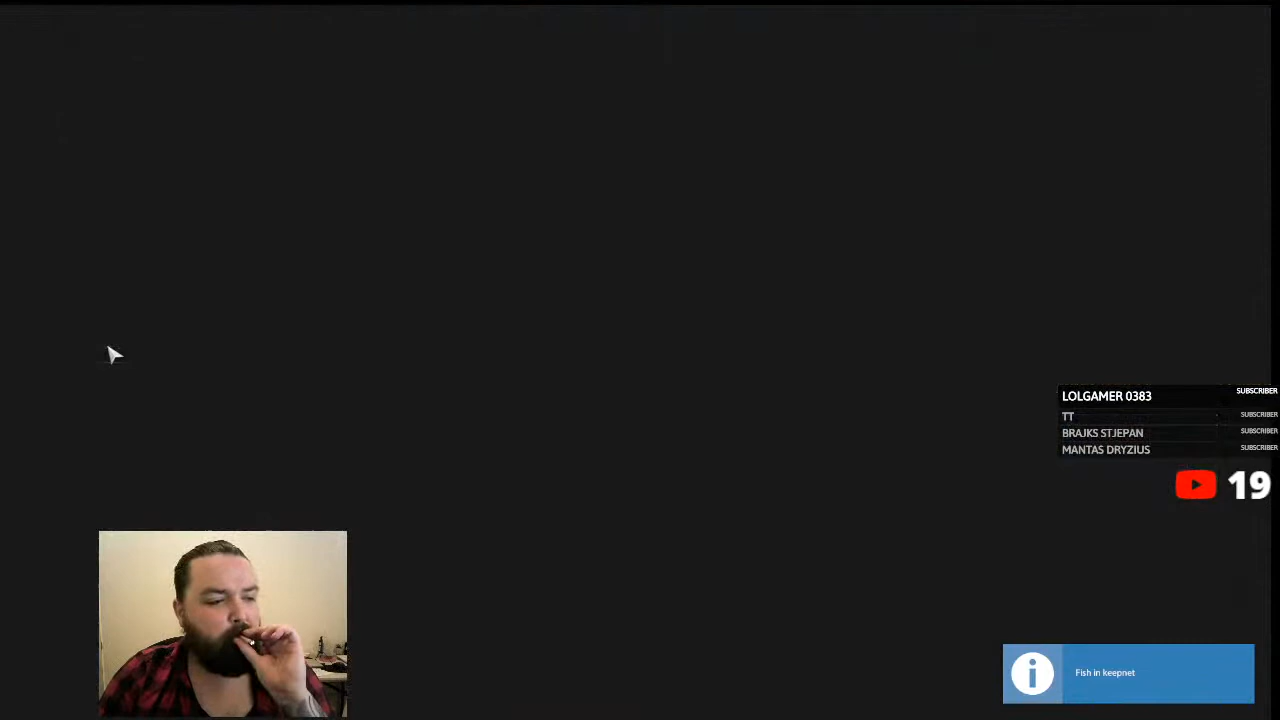 LOLGAMER 0383 SUBSCRIBER
TT SUBSCRIBER
BRAJKS STJEPAN SUBSCRIBER
MANTAS DRYZIUS SUBSCRIBER
19
Fish in keepnet